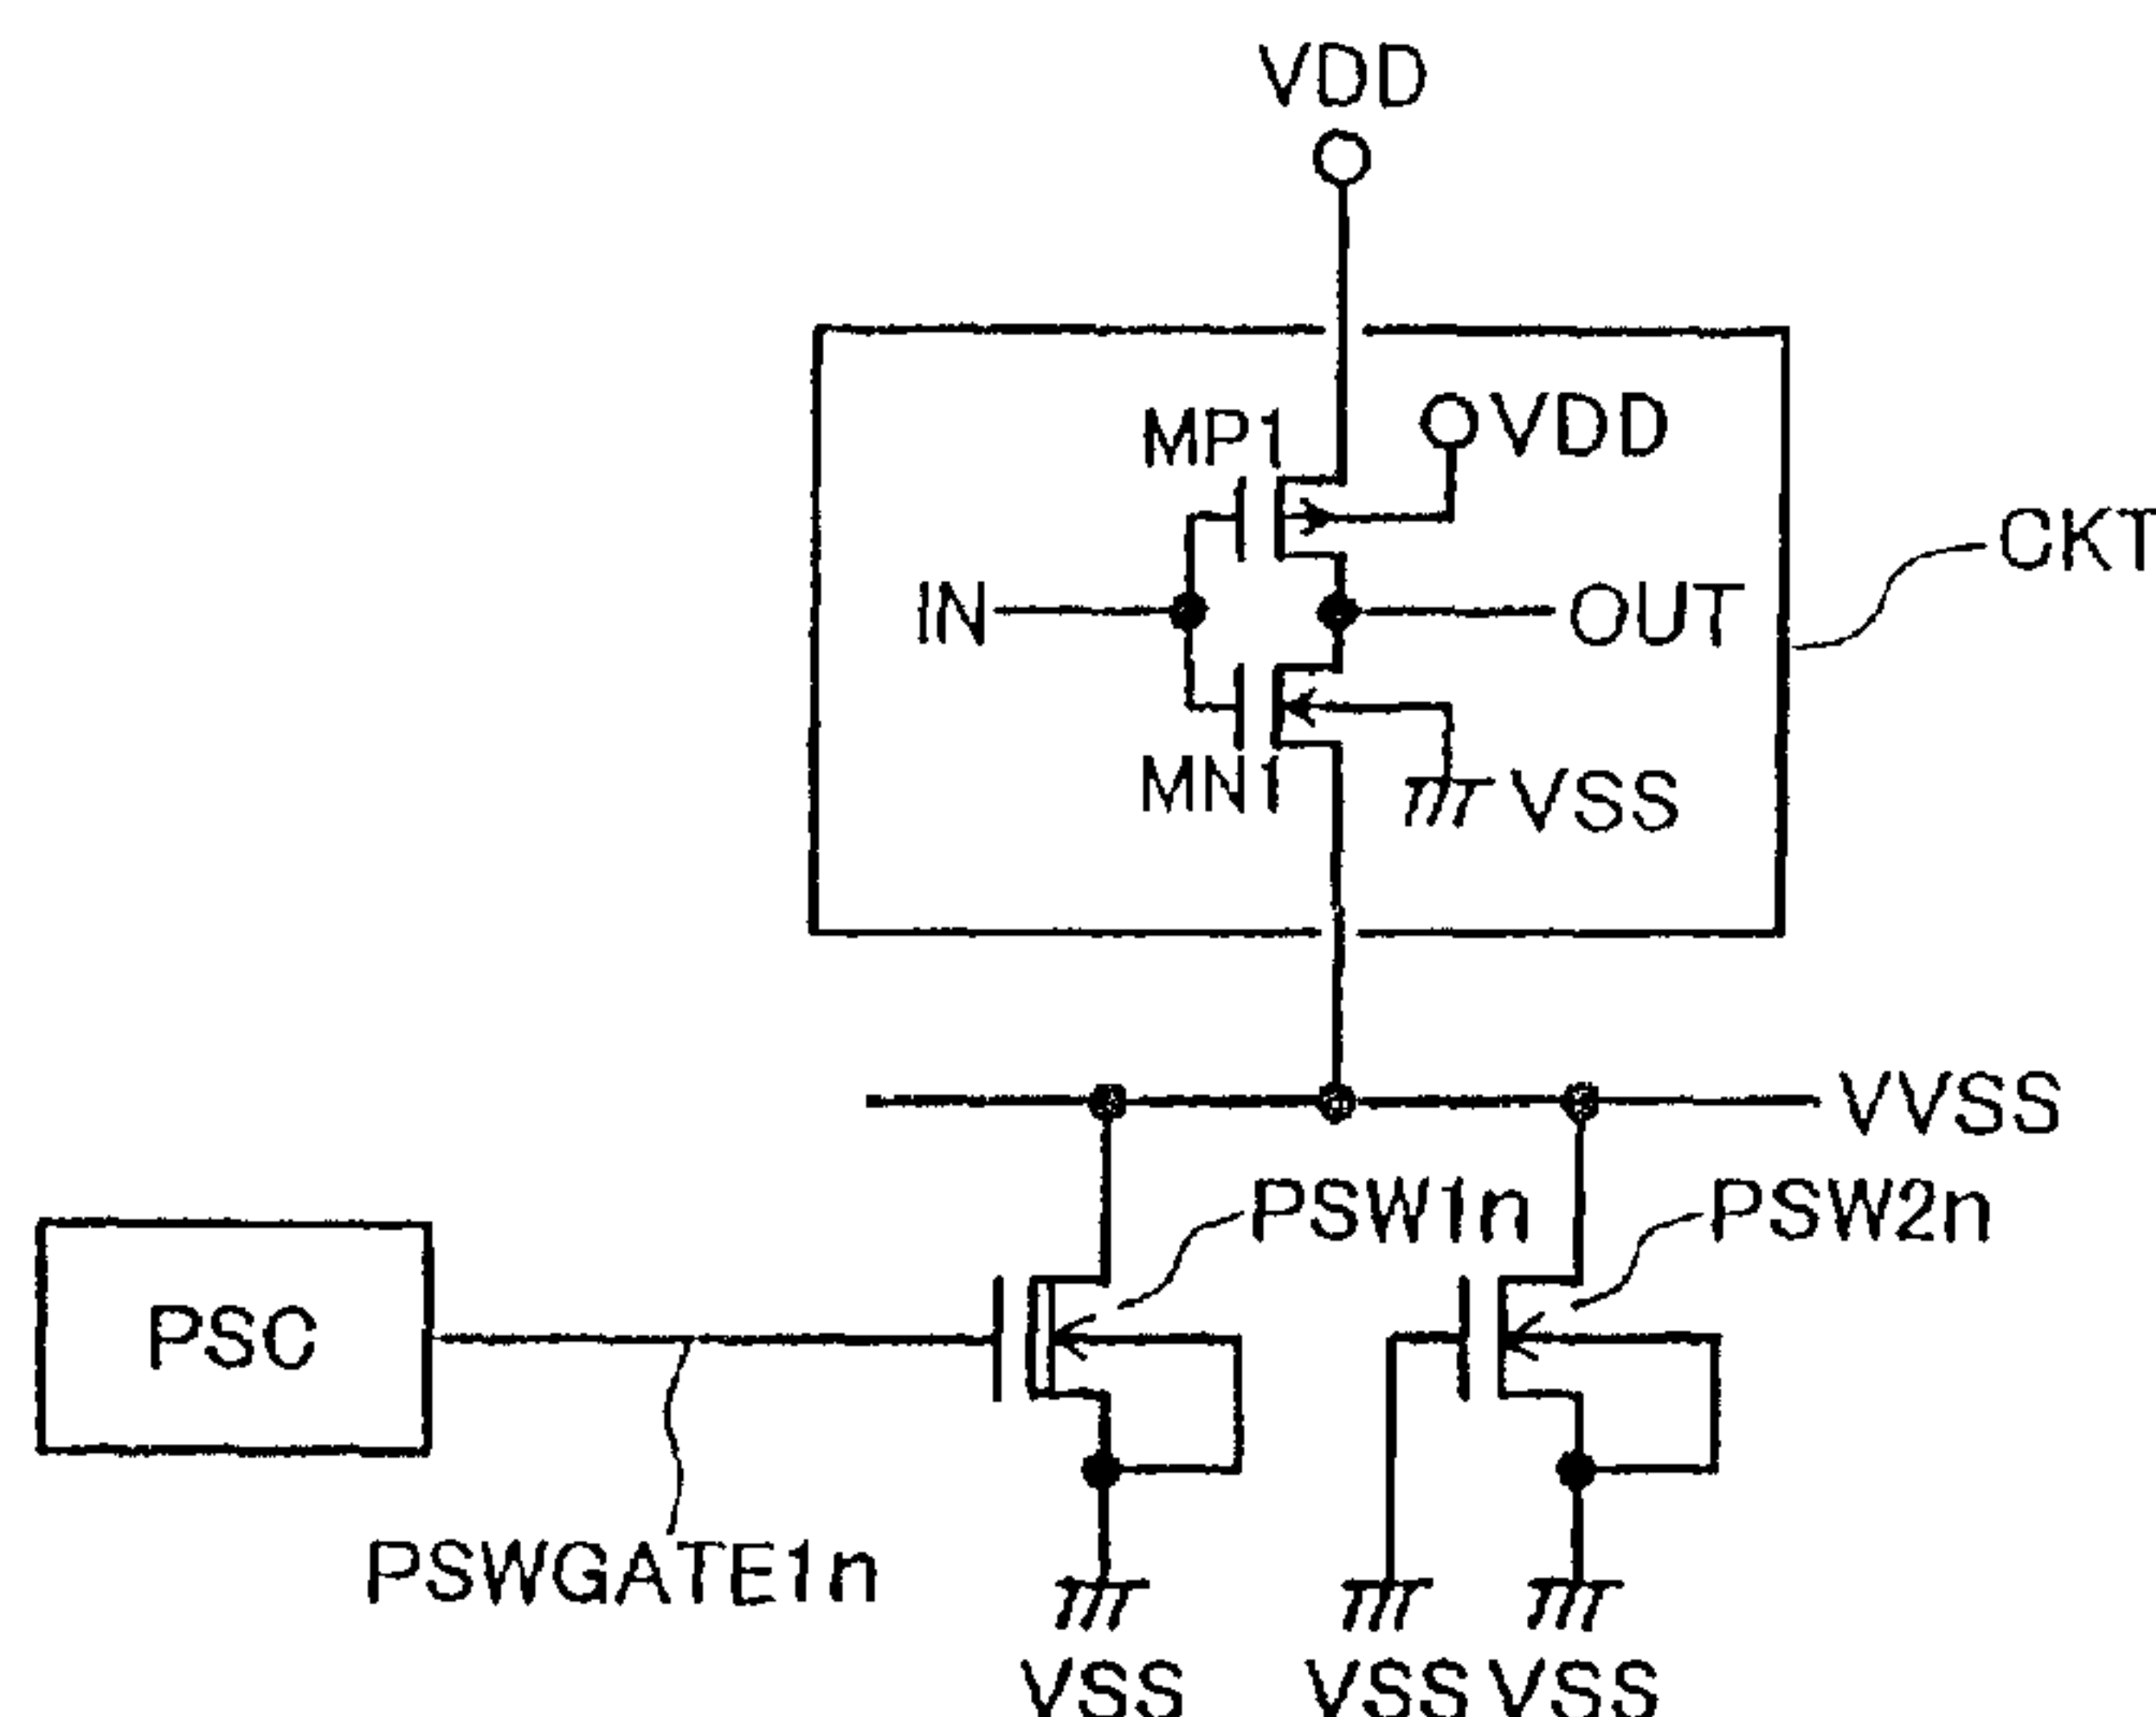 VDD
MP1
VDD
CKT
IN
OUT
MN1
VSS
VVSS
PSW1n
PSW2n
PSC
PSWGATE1n
VSS
VSS
VSS